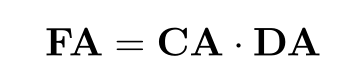 FA = CA · DA